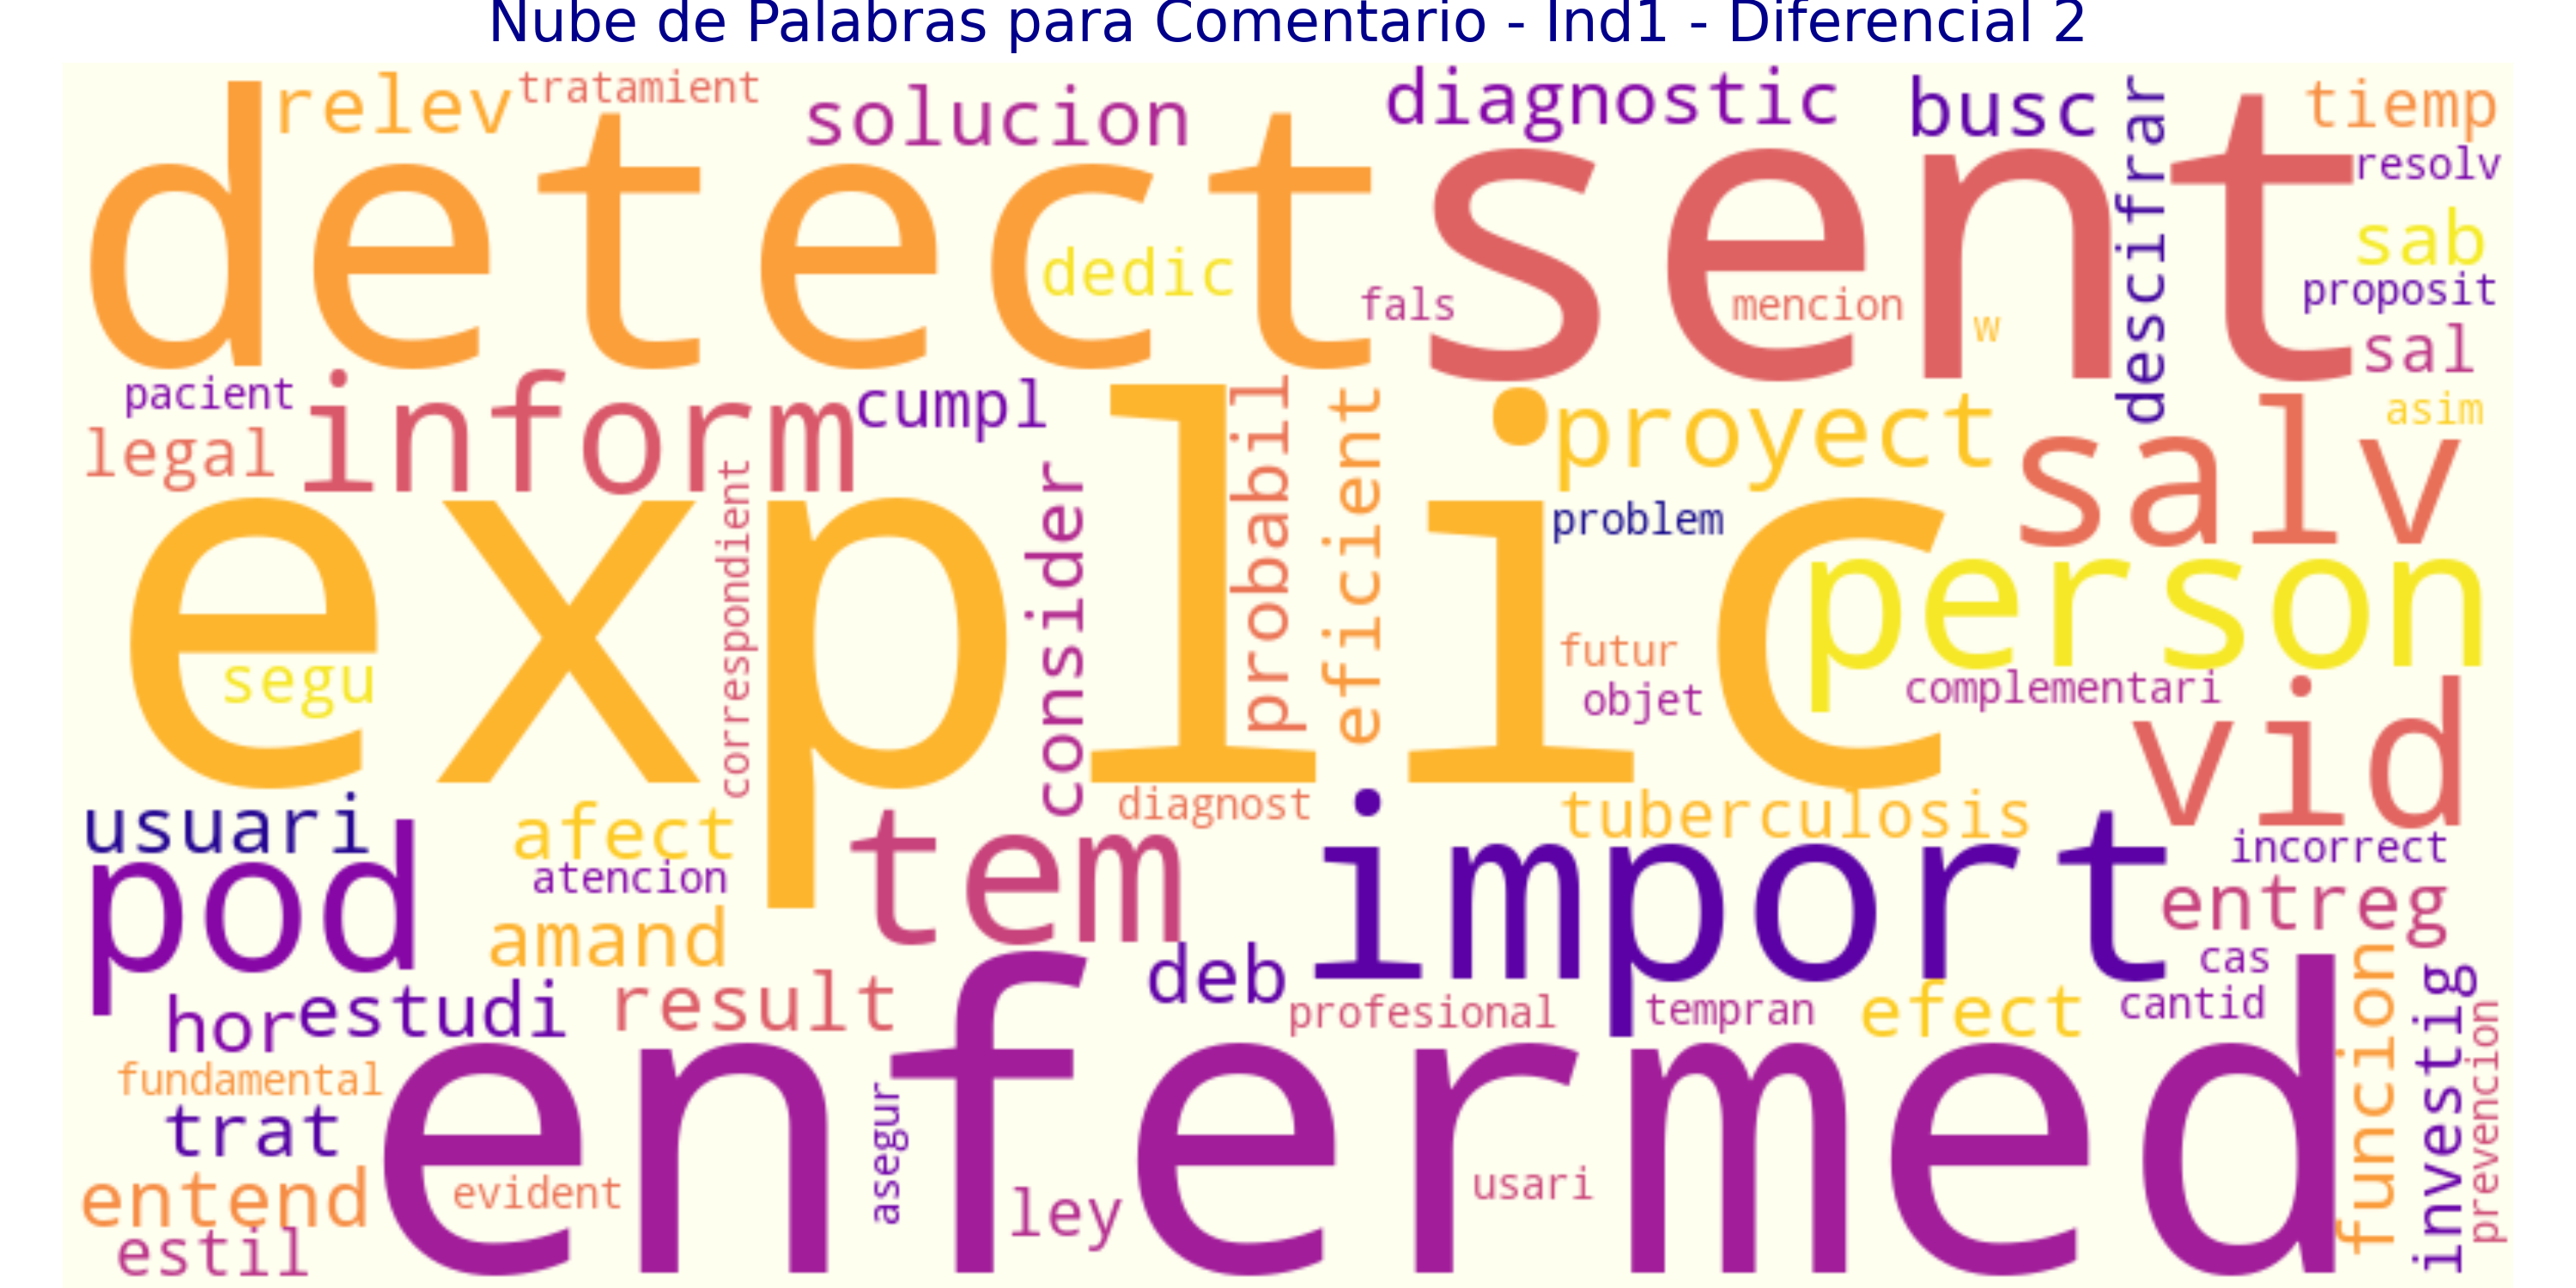 Nube de Palabras para Comentario - Ind1 - Diferencial 2
relev
tratamient
solucion
diagnostic
busc
descifrar
tiemp
resolv
detect
sent
dedic
sab
fals
mencion
w
proposit
sal
pacient
inform
cumpl
proyect
asim
legal
salv
explic
correspondient
consider
probabil
eficient
problem
person
segu
futur
objet
complementari
vid
usuari
afect
diagnost
tuberculosis
pod
atencion
tem
import
incorrect
entreg
amand
deb
cas
hor
estudi
result
profesional
tempran
efect
cantid
funcion
investig
prevencion
fundamental
enfermed
trat
asegur
entend
evident
ley
usari
estil